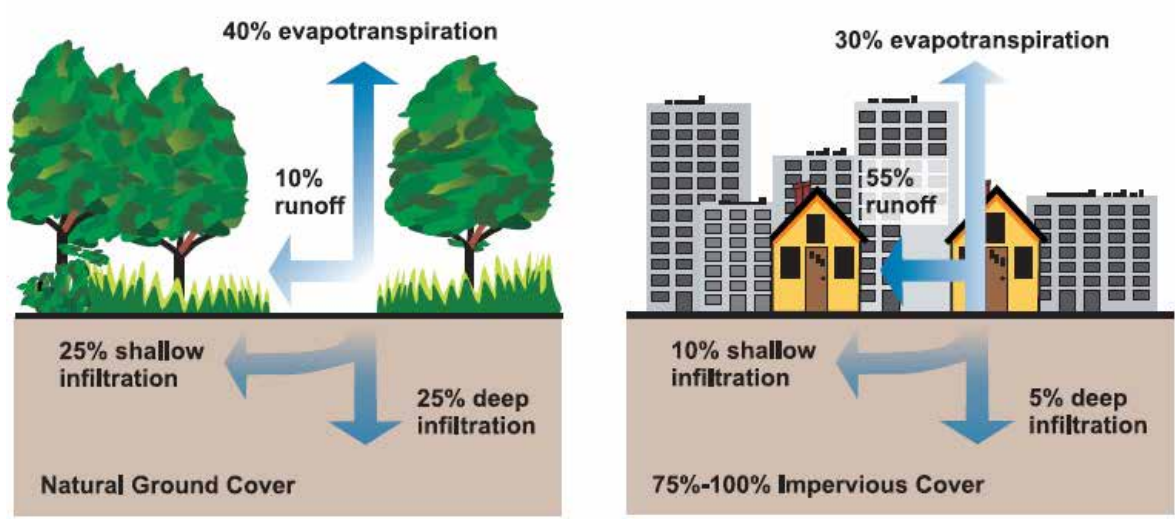 40% evapotranspiration
10%
runoff
25% shallow
infiltration
25% deep
infiltration
Natural Ground Cover
30% evapotranspiration
55%
runoff
10% shallow
infiltration
5% deep
infiltration
75%-100% Impervious Cover